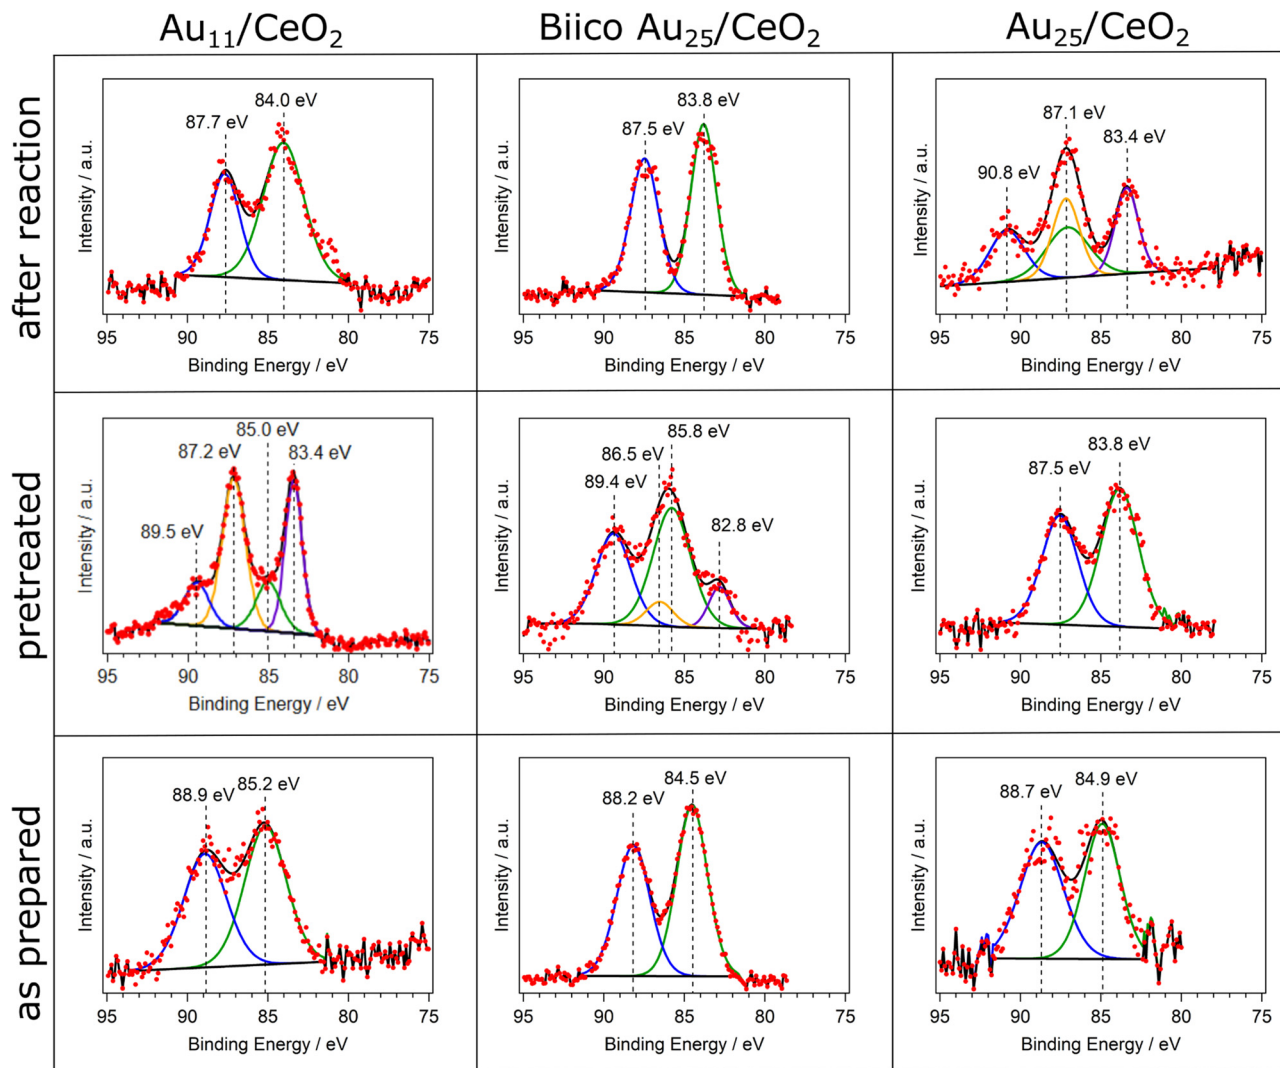 Au₁₁/CeO₂
Biico Au₂₅/CeO₂
Au₂₅/CeO₂
after reaction
84.0 eV
87.7 eV
Intensity / a.u.
95 90 85 80 75
Binding Energy / eV
83.8 eV
87.5 eV
Intensity / a.u.
95 90 85 80 75
Binding Energy / eV
87.1 eV
83.4 eV
90.8 eV
Intensity / a.u.
95 90 85 80 75
Binding Energy / eV
pretreated
85.0 eV
87.2 eV 83.4 eV
89.5 eV
Intensity / a.u.
95 90 85 80 75
Binding Energy / eV
85.8 eV
86.5 eV
89.4 eV
82.8 eV
Intensity / a.u.
95 90 85 80 75
Binding Energy / eV
83.8 eV
87.5 eV
Intensity / a.u.
95 90 85 80 75
Binding Energy / eV
as prepared
85.2 eV
88.9 eV
Intensity / a.u.
95 90 85 80 75
Binding Energy / eV
84.5 eV
88.2 eV
Intensity / a.u.
95 90 85 80 75
Binding Energy / eV
84.9 eV
88.7 eV
Intensity / a.u.
95 90 85 80 75
Binding Energy / eV